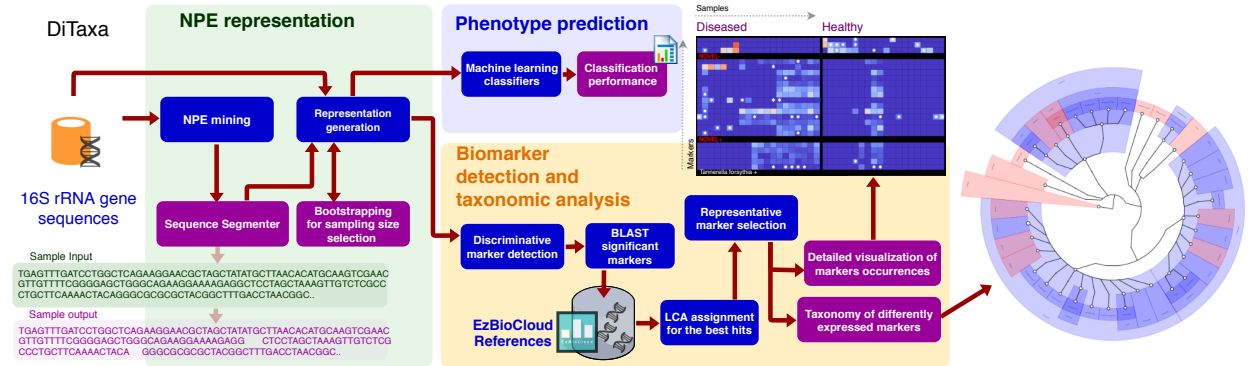 DiTaxa
NPE representation
NPE mining
Representation
generation
Sequence Segmenter
Bootstrapping
for sampling size
selection
16S rRNA gene
sequences
Sample Input
TGAGTTTGATCCTGGCTCAGAAGGAACGCTAGCTATATGCTTAACACATGCAAGTCGAAC
GTTGTTTTCGGGGAGCTGGGCAGAAGGAAAAGAGGCTCCTAGCTAAAGTTGTCTCGCC
CTGCTTCAAAACTACAGGGCGCGCGCTACGGCTTTGACCTAACGGC..
Sample output
TGAGTTTGATCCTGGCTCAGAAGGAACGCTAGCTATATGCTTAACACATGCAAGTCGAAC
GTTGTTTTCGGGGAGCTGGGCAGAAGGAAAAGAGG CTCCTAGCTAAAGTTGTCTCG
CCCTGCTTCAAAACTACA GGGCGCGCGCTACGGCTTTGACCTAACGGC..
Phenotype prediction
Machine learning
classifiers
Classification
performance
Samples
Diseased
Healthy
Markers
NOVEL+
NOVEL+
Tannerella forsythia +
Biomarker
detection and
taxonomic analysis
Discriminative
marker detection
BLAST
significant
markers
EzBioCloud
EzBioCloud
References
LCA assignment
for the best hits
Representative
marker selection
Detailed visualization of
markers occurrences
Taxonomy of differently
expressed markers